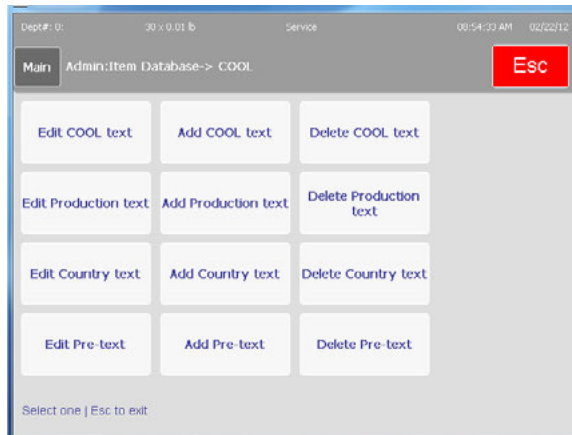 Dept#: 0: 30 x 0.01 lb Service 08:54:33 AM 02/22/12
Main Admin:Item Database-> COOL Esc
Edit COOL text Add COOL text Delete COOL text
Edit Production text Add Production text Delete Production
text
Edit Country text Add Country text Delete Country text
Edit Pre-text Add Pre-text Delete Pre-text
Select one | Esc to exit